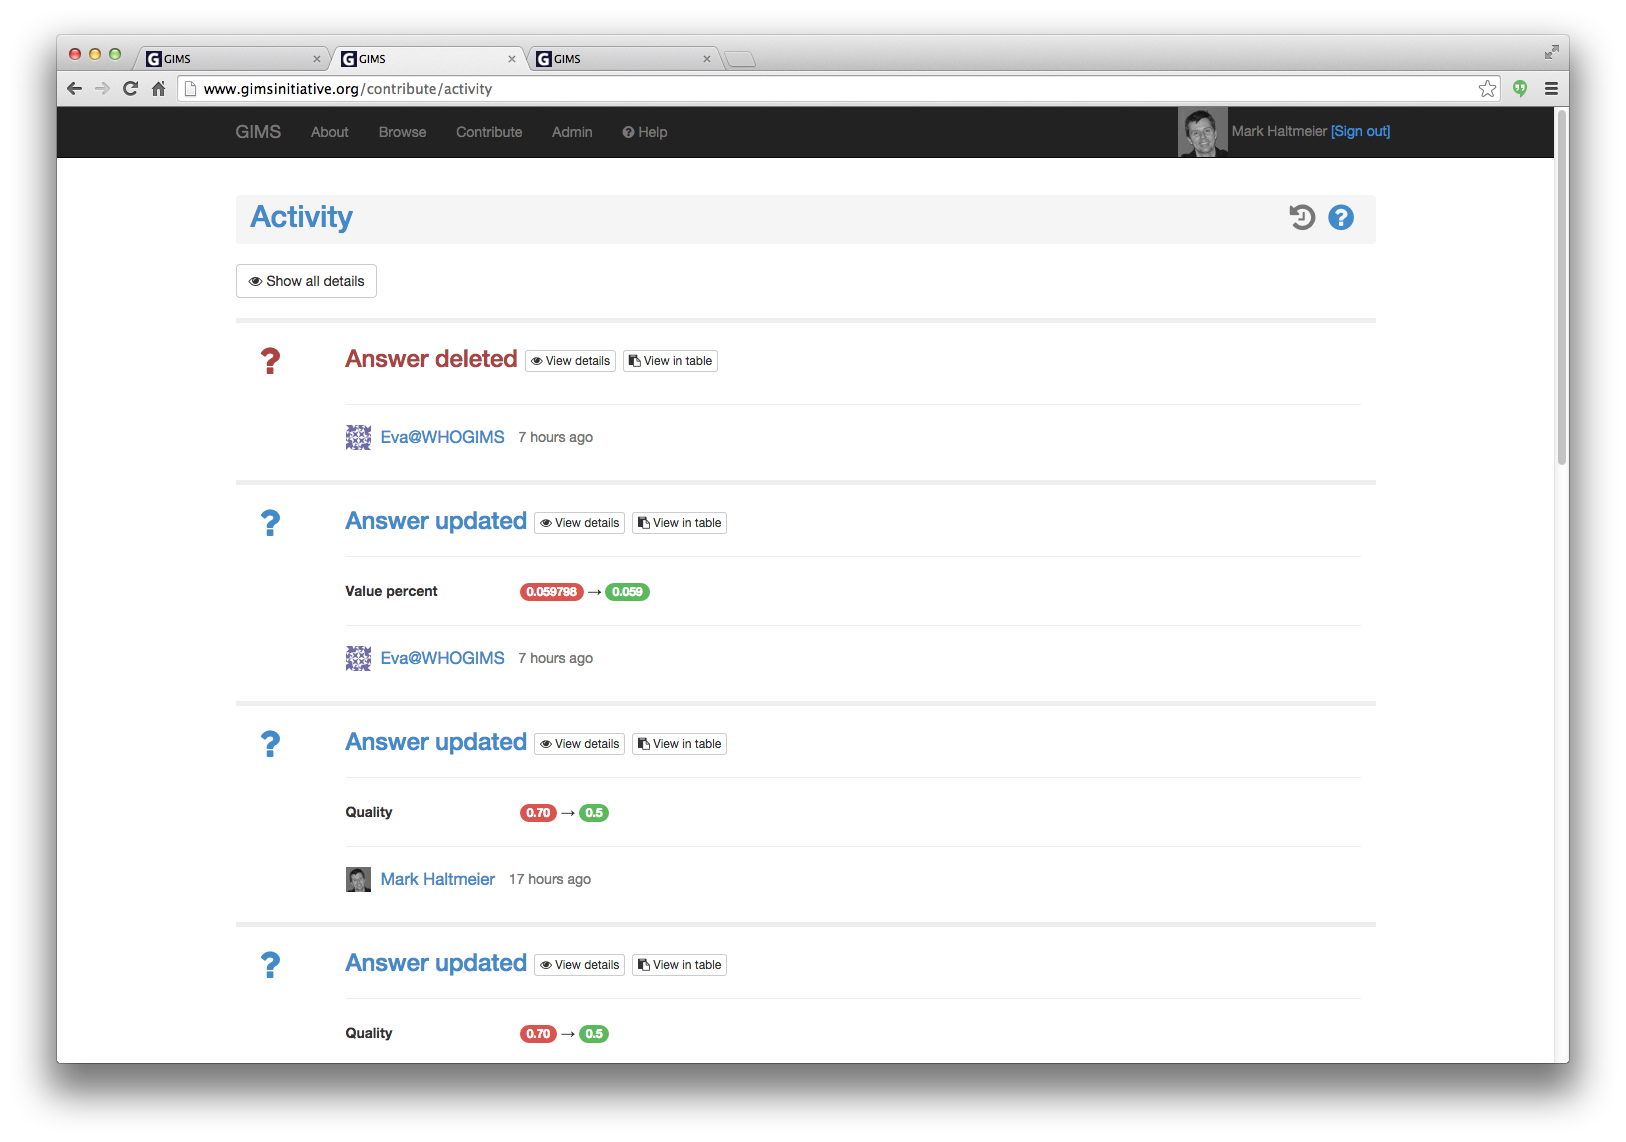 GIMS GIMS GIMS
www.gimsinitiative.org/contribute/activity
GIMS About Browse Contribute Admin Help Mark Haltmeier [Sign out]
Activity
Show all details
Answer deleted View details View in table
Eva@WHOGIMS 7 hours ago
Answer updated View details View in table
Value percent 0.059798 → 0.059
Eva@WHOGIMS 7 hours ago
Answer updated View details View in table
Quality 0.70 → 0.5
Mark Haltmeier 17 hours ago
Answer updated View details View in table
Quality 0.70 → 0.5